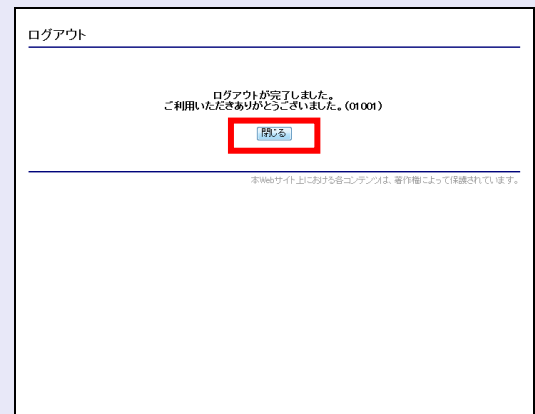 ログアウト
ログアウトが完了しました。
ご利用いただきありがとうございました。(01001)
閉じる
本Webサイト上における各コンテンツは、著作権によって保護されています。